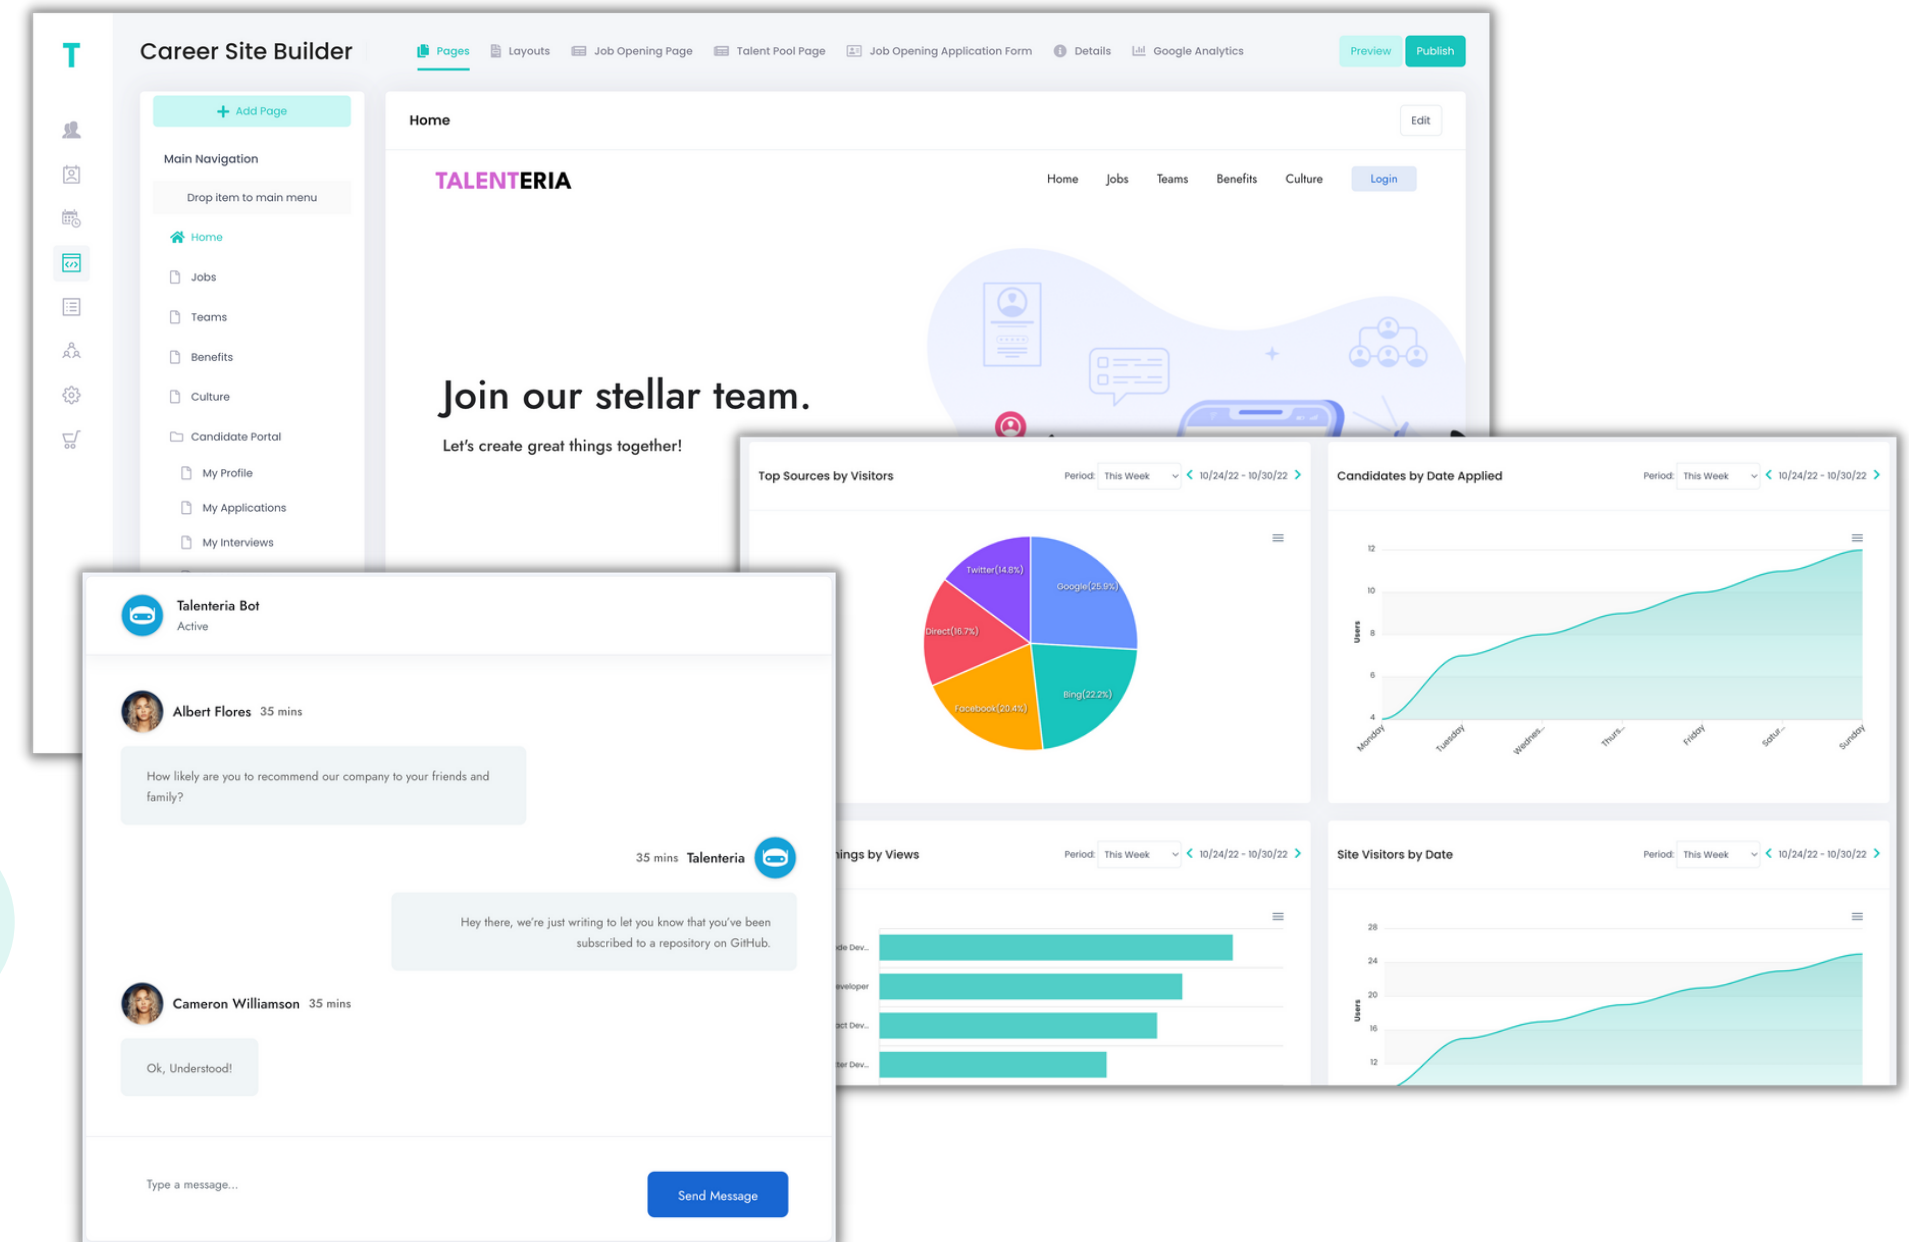 T
Career Site Builder
Pages
Layouts
Job Opening Page
Talent Pool Page
Job Opening Application Form
Details
Google Analytics
Preview
Publish
Add Page
Main Navigation
Drop item to main menu
Home
Jobs
Teams
Benefits
Culture
Candidate Portal
My Profile
My Applications
My Interviews
Home
Edit
TALENTERIA
Home
Jobs
Teams
Benefits
Culture
Login
Join our stellar team.
Let's create great things together!
Top Sources by Visitors
Period: This Week
10/24/22 - 10/30/22
Twitter(14.8%)
Google(25.9%)
Direct(16.7%)
Bing(22.2%)
Facebook(20.4%)
Candidates by Date Applied
Period: This Week
10/24/22 - 10/30/22
12
10
8
6
4
Users
Monday
Tuesday
Wednes...
Thurs...
Friday
Satur...
Sunday
Talenteria Bot
Active
Albert Flores 35 mins
How likely are you to recommend our company to your friends and
family?
35 mins Talenteria
Hey there, we're just writing to let you know that you've been
subscribed to a repository on GitHub.
Cameron Williamson 35 mins
Ok, Understood!
Type a message...
Send Message
by Views
Period: This Week
10/24/22 - 10/30/22
Dev...
Dev...
Dev...
Site Visitors by Date
Period: This Week
10/24/22 - 10/30/22
28
24
20
16
12
Users